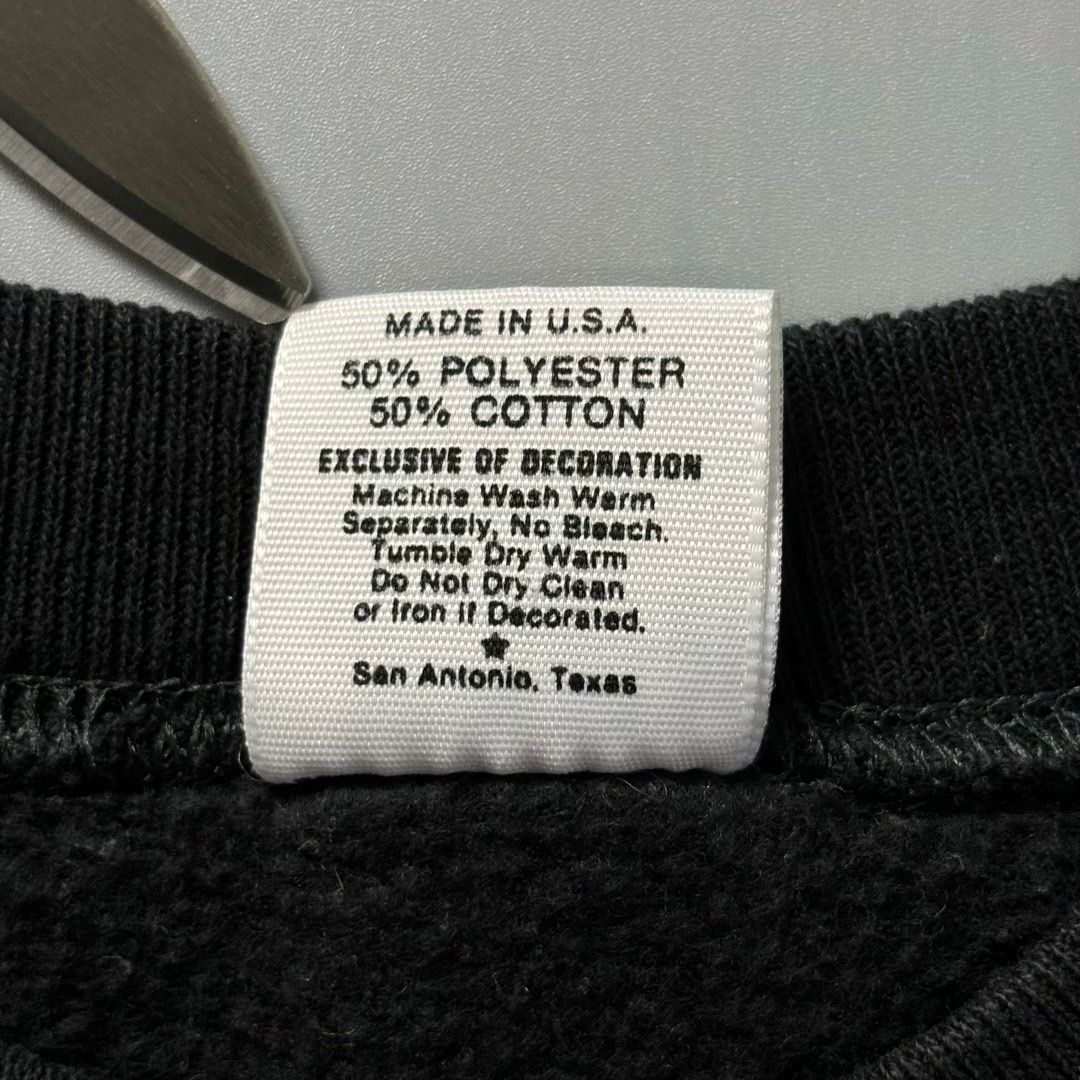 MADE IN U.S.A.
50% POLYESTER
50% COTTON
EXCLUSIVE OF DECORATION
Machine Wash Warm
Separately, No Bleach.
Tumble Dry Warm
Do Not Dry Clean
or Iron If Decorated.
San Antonio, Texas